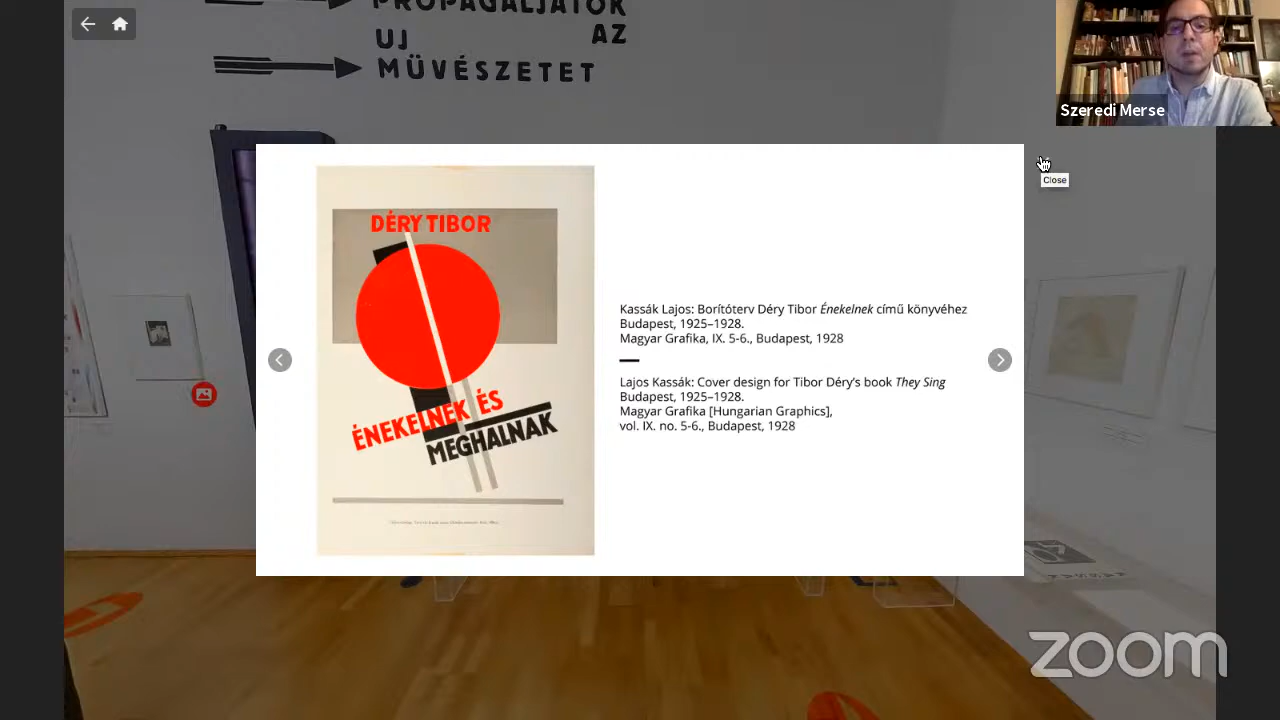 PROPAGÁLJÁTOK
AZ
UJ
MŰVÉSZETET
Szeredi Merse
Close
DÉRY TIBOR
ÉNEKELNEK ÉS
MEGHALNAK
Kassák Lajos: Borítóterv Déry Tibor Énekelnek című könyvéhez
Budapest, 1925–1928.
Magyar Grafika, IX. 5-6., Budapest, 1928
Lajos Kassák: Cover design for Tibor Déry's book They Sing
Budapest, 1925–1928.
Magyar Grafika [Hungarian Graphics],
vol. IX. no. 5-6., Budapest, 1928
zoom